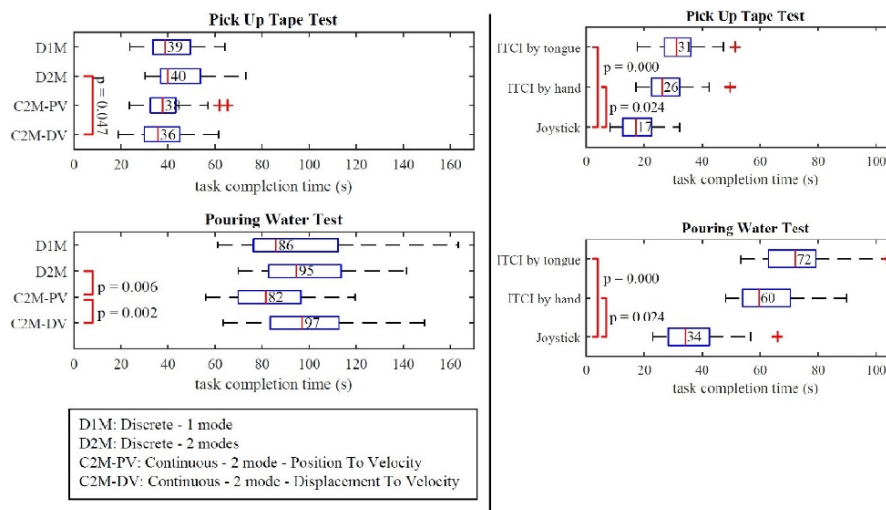 Pick Up Tape Test
D1M
39
D2M
40
C2M-PV
38
C2M-DV
36
p = 0.047
0 20 40 60 80 100 120 140 160
task completion time (s)
Pouring Water Test
D1M
86
D2M
95
C2M-PV
82
C2M-DV
97
p = 0.006
p = 0.002
0 20 40 60 80 100 120 140 160
task completion time (s)
D1M: Discrete - 1 mode
D2M: Discrete - 2 modes
C2M-PV: Continuous - 2 mode - Position To Velocity
C2M-DV: Continuous - 2 mode - Displacement To Velocity
Pick Up Tape Test
ITCI by tongue
31
p = 0.000
ITCI by hand
26
p = 0.024
Joystick
17
0 20 40 60 80 100
task completion time (s)
Pouring Water Test
ITCI by tongue
72
p = 0.000
ITCI by hand
60
p = 0.024
Joystick
34
0 20 40 60 80 10
task completion time (s)